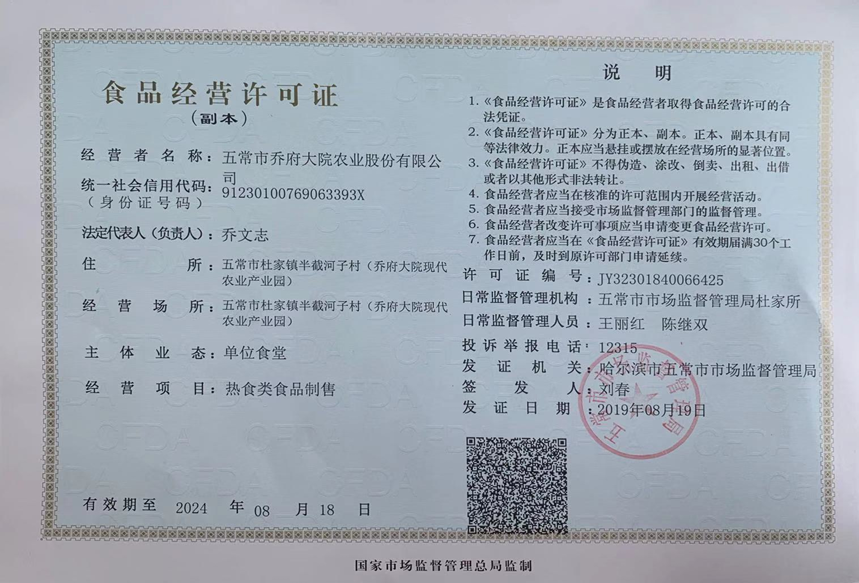 食品经营许可证
（副本）
经营者名称：五常市乔府大院农业股份有限公
司
统一社会信用代码：91230100769063393X
（身份证号码）
法定代表人（负责人）：乔文志
住所：五常市杜家镇半截河子村（乔府大院现代
农业产业园）
经营场所：五常市杜家镇半截河子村（乔府大院现代
农业产业园）
主体业态：单位食堂
经营项目：热食类食品制售
有效期至 2024 年 08 月 18 日
说明
1.《食品经营许可证》是食品经营者取得食品经营许可的合
法凭证。
2.《食品经营许可证》分为正本、副本。正本、副本具有同
等法律效力。正本应悬挂或摆放在经营场所的显著位置。
3.《食品经营许可证》不得伪造、涂改、倒卖、出租、出借
或者以其他形式非法转让。
4. 食品经营者应当在核准的许可范围内开展经营活动。
5. 食品经营者应当接受市场监督管理部门的监督管理。
6. 食品经营者改变许可事项应当申请变更食品经营许可。
7. 食品经营者应当在《食品经营许可证》有效期届满30个工
作日前，及时到原许可部门申请延续。
许可证编号：JY32301840066425
日常监督管理机构：五常市市场监督管理局杜家所
日常监督管理人员：王丽红 陈继双
投诉举报电话：12315
发证机关：哈尔滨市五常市市场监督管理局
签发人：刘春
发证日期：2019年08月19日
五常市市场监督管理局
国家市场监督管理总局监制